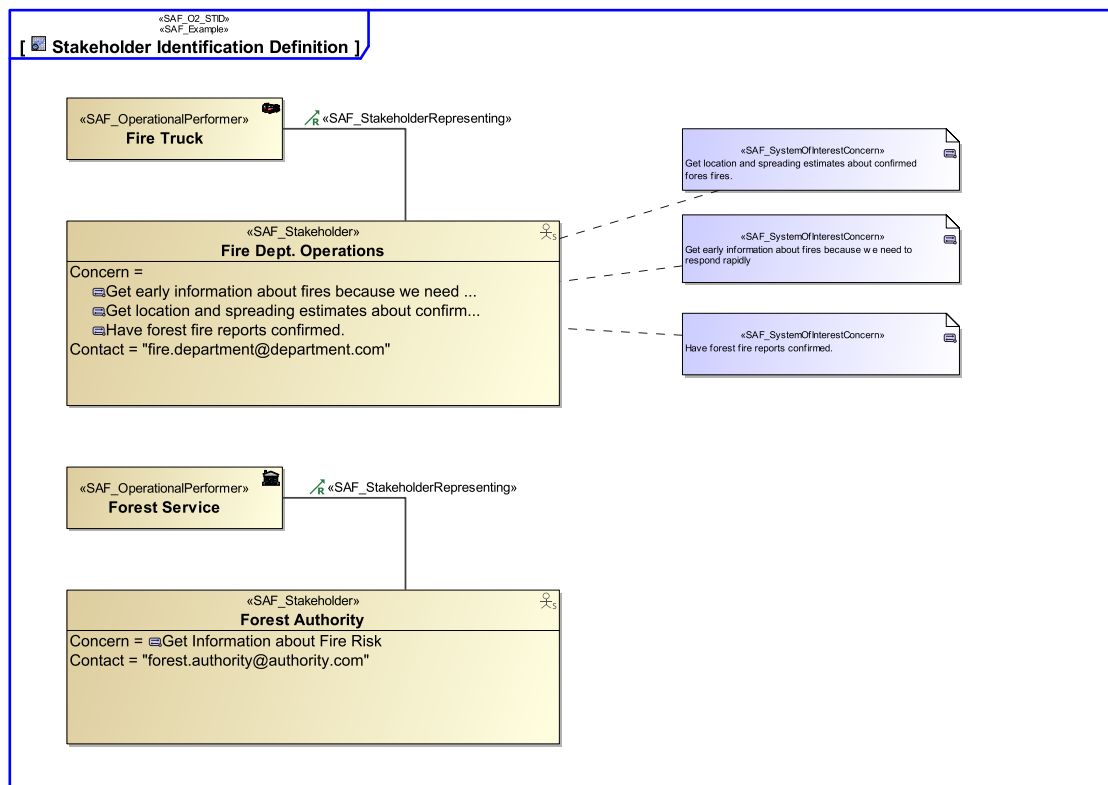 «SAF_O2_STID»
«SAF_Example»
[ Stakeholder Identification Definition ]
«SAF_OperationalPerformer»
Fire Truck
«SAF_StakeholderRepresenting»
«SAF_Stakeholder»
Fire Dept. Operations
Concern =
Get early information about fires because we need ...
Get location and spreading estimates about confirm...
Have forest fire reports confirmed.
Contact = "fire.department@department.com"
«SAF_SystemOfInterestConcern»
Get location and spreading estimates about confirmed
fores fires.
«SAF_SystemOfInterestConcern»
Get early information about fires because we need to
respond rapidly
«SAF_SystemOfInterestConcern»
Have forest fire reports confirmed.
«SAF_OperationalPerformer»
Forest Service
«SAF_StakeholderRepresenting»
«SAF_Stakeholder»
Forest Authority
Concern = Get Information about Fire Risk
Contact = "forest.authority@authority.com"